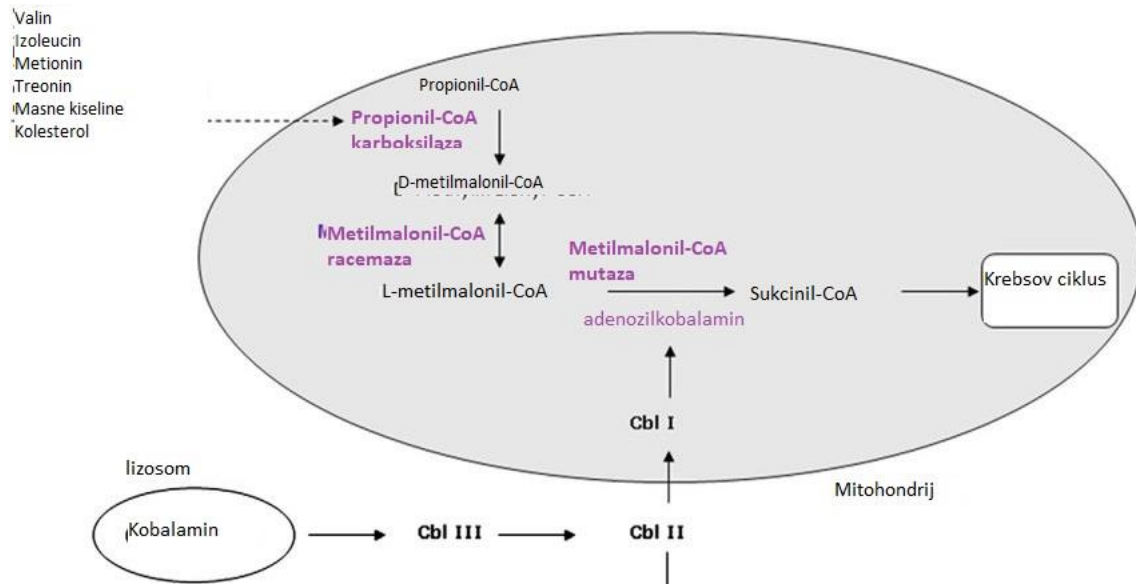 Valin
Izoleucin
Metionin
Treonin
Masne kiseline
Kolesterol
Propionil-CoA
Propionil-CoA
karboksilaza
D-metilmalonil-CoA
Metilmalonil-CoA
racemaza
L-metilmalonil-CoA
Metilmalonil-CoA
mutaza
adenozilkobalamin
Sukcinil-CoA
Krebsov ciklus
Cbl I
lizosom
Mitohondrij
Kobalamin
Cbl III
Cbl II